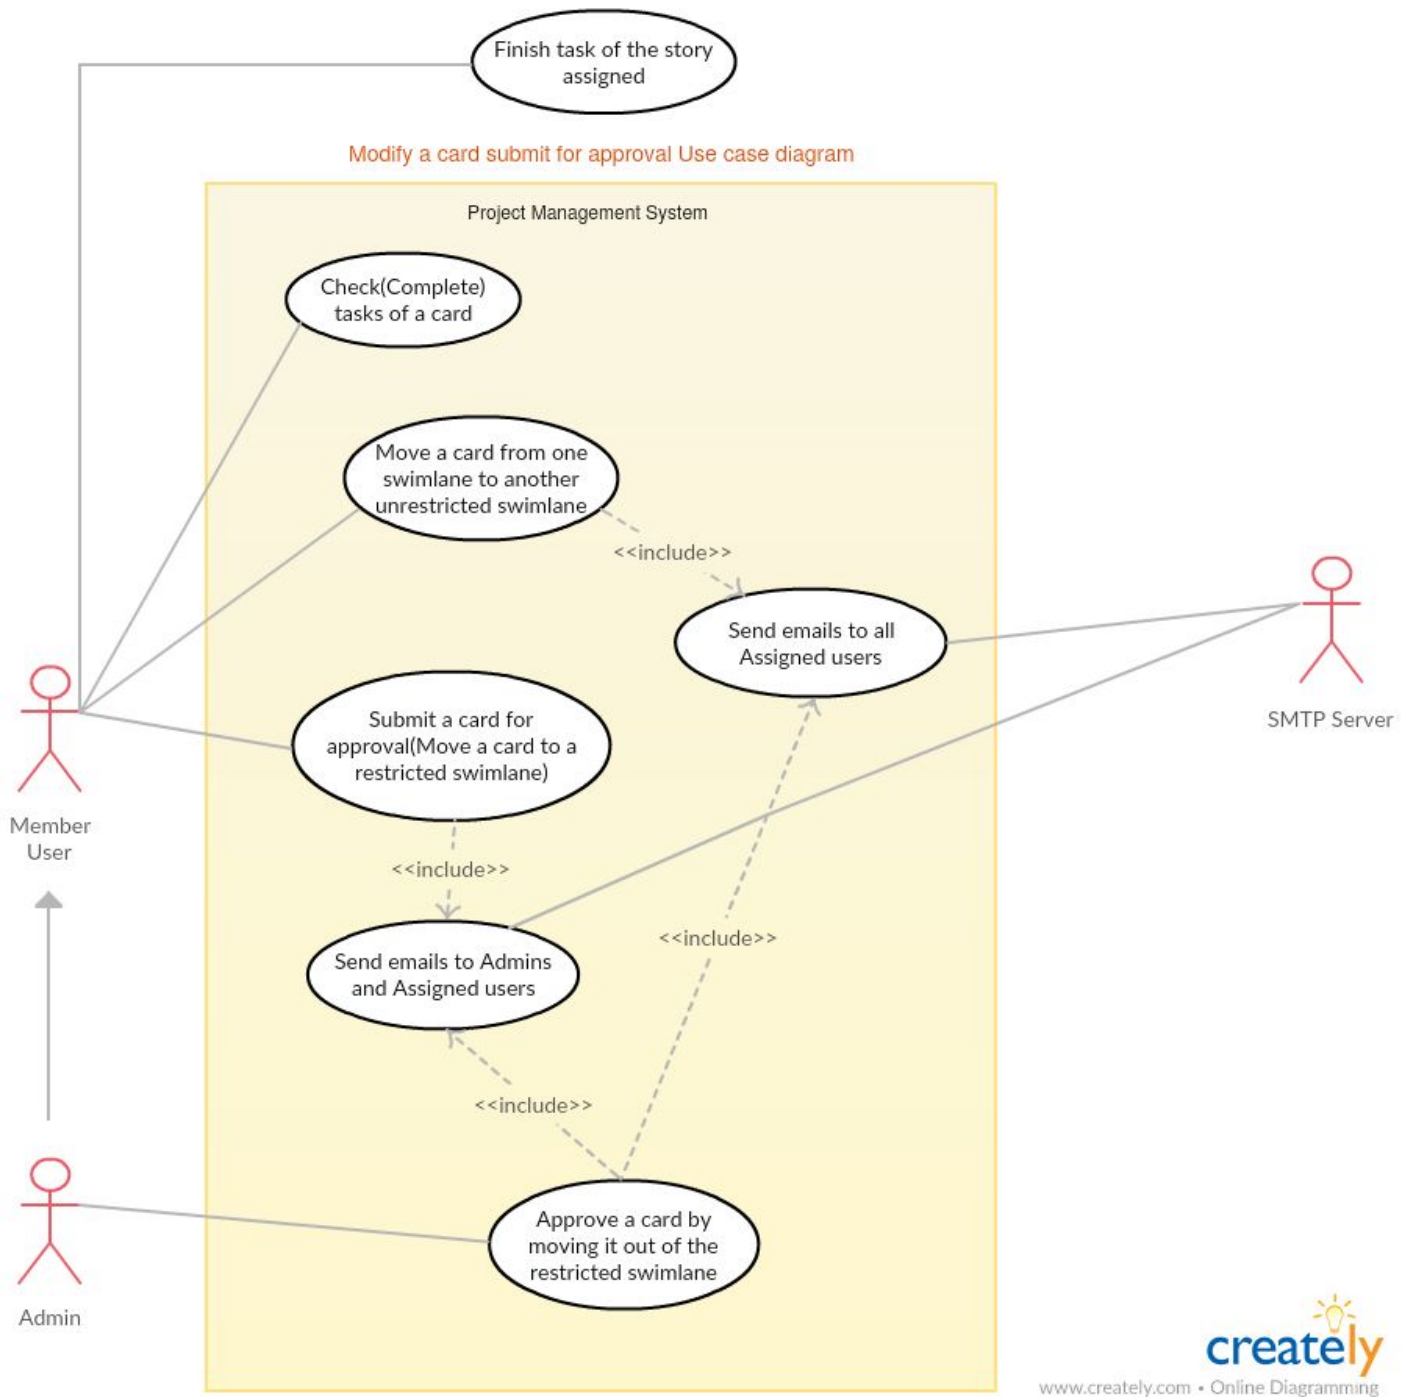 Finish task of the story
assigned
Modify a card submit for approval Use case diagram
Project Management System
Check(Complete)
tasks of a card
Move a card from one
swimlane to another
unrestricted swimlane
<<include>>
Send emails to all
Assigned users
SMTP Server
Submit a card for
approval(Move a card to a
restricted swimlane)
Member
User
<<include>>
<<include>>
Send emails to Admins
and Assigned users
<<include>>
Approve a card by
moving it out of the
restricted swimlane
Admin
creately
www.creately.com • Online Diagramming